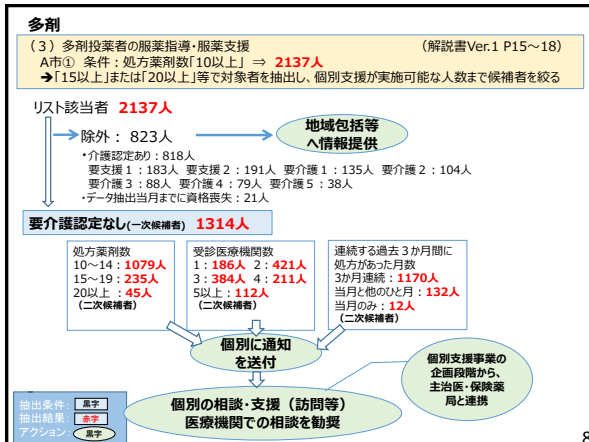 多剤
（３）多剤投薬者の服薬指導・服薬支援 （解説書Ver.1 P15～18）
A市① 条件：処方薬剤数「10以上」 ⇒ 2137人
➔「15以上」または「20以上」等で対象者を抽出し、個別支援が実施可能な人数まで候補者を絞る
リスト該当者 2137人
除外： 823人
地域包括等
へ情報提供
・介護認定あり：818人
要支援１：183人 要支援２：191人 要介護１：135人 要介護２：104人
要介護３：88人 要介護４：79人 要介護５：38人
・データ抽出当月までに資格喪失：21人
要介護認定なし(一次候補者) 1314人
処方薬剤数
10～14：1079人
15～19：235人
20以上 ：45人
（二次候補者）
受診医療機関数
1：186人 2：421人
3：384人 4：211人
5以上：112人
（二次候補者）
連続する過去３か月間に
処方があった月数
3か月連続：1170人
当月と他のひと月：132人
当月のみ：12人
（二次候補者）
個別に通知
を送付
個別支援事業の
企画段階から、
主治医・保険薬
局と連携
個別の相談・支援（訪問等）
医療機関での相談を勧奨
抽出条件： 黒字
抽出結果： 赤字
アクション： 黒字
8